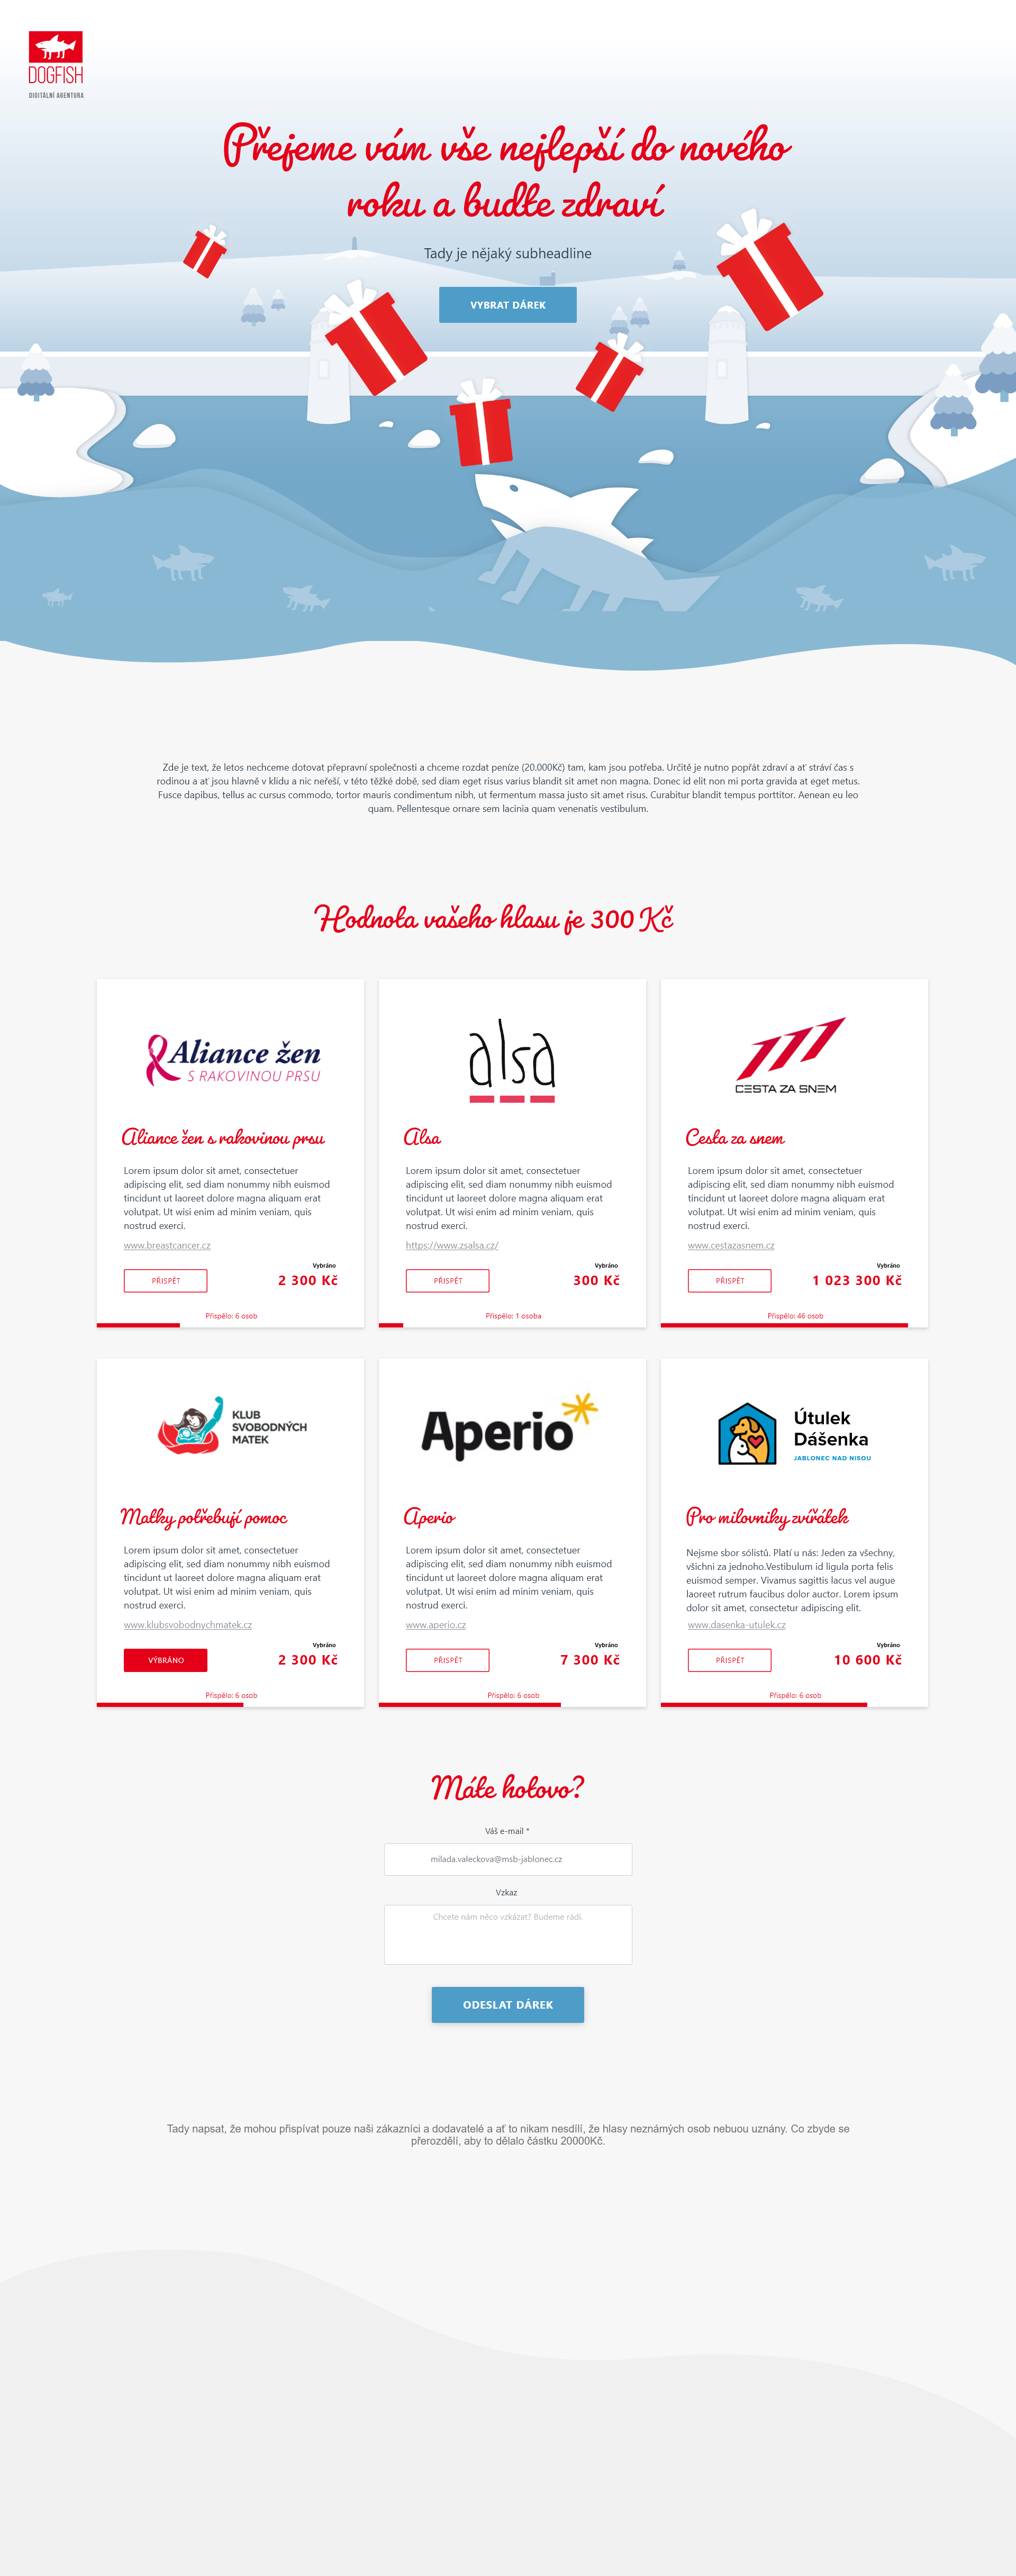 DOGFISH
DIGITÁLNÍ AGENTURA
Přejeme vám vše nejlepší do nového
roku a buďte zdraví
Tady je nějaký subheadline
VYBRAT DÁREK
Zde je text, že letos nechceme dotovat přepravní společnosti a chceme rozdat peníze (20.000Kč) tam, kam jsou potřeba. Určitě je nutno popřát zdraví a ať stráví čas s
rodinou a ať jsou hlavně v klidu a nic neřeší, v této těžké době, sed diam eget risus varius blandit sit amet non magna. Donec id elit non mi porta gravida at eget metus.
Fusce dapibus, tellus ac cursus commodo, tortor mauris condimentum nibh, ut fermentum massa justo sit amet risus. Curabitur blandit tempus porttitor. Aenean eu leo
quam. Pellentesque ornare sem lacinia quam venenatis vestibulum.
Hodnota vašeho hlasu je 300 Kč
Aliance žen
S RAKOVINOU PRSU
Aliance žen s rakovinou prsu
Lorem ipsum dolor sit amet, consectetuer
adipiscing elit, sed diam nonummy nibh euismod
tincidunt ut laoreet dolore magna aliquam erat
volutpat. Ut wisi enim ad minim veniam, quis
nostrud exerci.
www.breastcancer.cz
Vybráno
PŘISPĚT
2 300 Kč
Přispělo: 6 osob
alsa
Alsa
Lorem ipsum dolor sit amet, consectetuer
adipiscing elit, sed diam nonummy nibh euismod
tincidunt ut laoreet dolore magna aliquam erat
volutpat. Ut wisi enim ad minim veniam, quis
nostrud exerci.
https://www.zsalsa.cz/
Vybráno
PŘISPĚT
300 Kč
Přispělo: 1 osoba
CESTA ZA SNEM
Cesta za snem
Lorem ipsum dolor sit amet, consectetuer
adipiscing elit, sed diam nonummy nibh euismod
tincidunt ut laoreet dolore magna aliquam erat
volutpat. Ut wisi enim ad minim veniam, quis
nostrud exerci.
www.cestazasnem.cz
Vybráno
PŘISPĚT
1 023 300 Kč
Přispělo: 46 osob
KLUB
SVOBODNÝCH
MATEK
Matky potřebují pomoc
Lorem ipsum dolor sit amet, consectetuer
adipiscing elit, sed diam nonummy nibh euismod
tincidunt ut laoreet dolore magna aliquam erat
volutpat. Ut wisi enim ad minim veniam, quis
nostrud exerci.
www.klubsvobodnychmatek.cz
Vybráno
VÝBRÁNO
2 300 Kč
Přispělo: 6 osob
Aperio
Aperio
Lorem ipsum dolor sit amet, consectetuer
adipiscing elit, sed diam nonummy nibh euismod
tincidunt ut laoreet dolore magna aliquam erat
volutpat. Ut wisi enim ad minim veniam, quis
nostrud exerci.
www.aperio.cz
Vybráno
PŘISPĚT
7 300 Kč
Přispělo: 6 osob
Útulek
Dášenka
JABLONEC NAD NISOU
Pro milovniky zvířátek
Nejsme sbor sólistů. Platí u nás: Jeden za všechny,
všichni za jednoho.Vestibulum id ligula porta felis
euismod semper. Vivamus sagittis lacus vel augue
laoreet rutrum faucibus dolor auctor. Lorem ipsum
dolor sit amet, consectetur adipiscing elit.
www.dasenka-utulek.cz
Vybráno
PŘISPĚT
10 600 Kč
Přispělo: 6 osob
Máte hotovo?
Váš e-mail *
milada.valeckova@msb-jablonec.cz
Vzkaz
Chcete nám něco vzkázat? Budeme rádi.
ODESLAT DÁREK
Tady napsat, že mohou přispívat pouze naši zákazníci a dodavatelé a ať to nikam nesdílí, že hlasy neznámých osob nebuou uznány. Co zbyde se
přerozdělí, aby to dělalo částku 20000Kč.